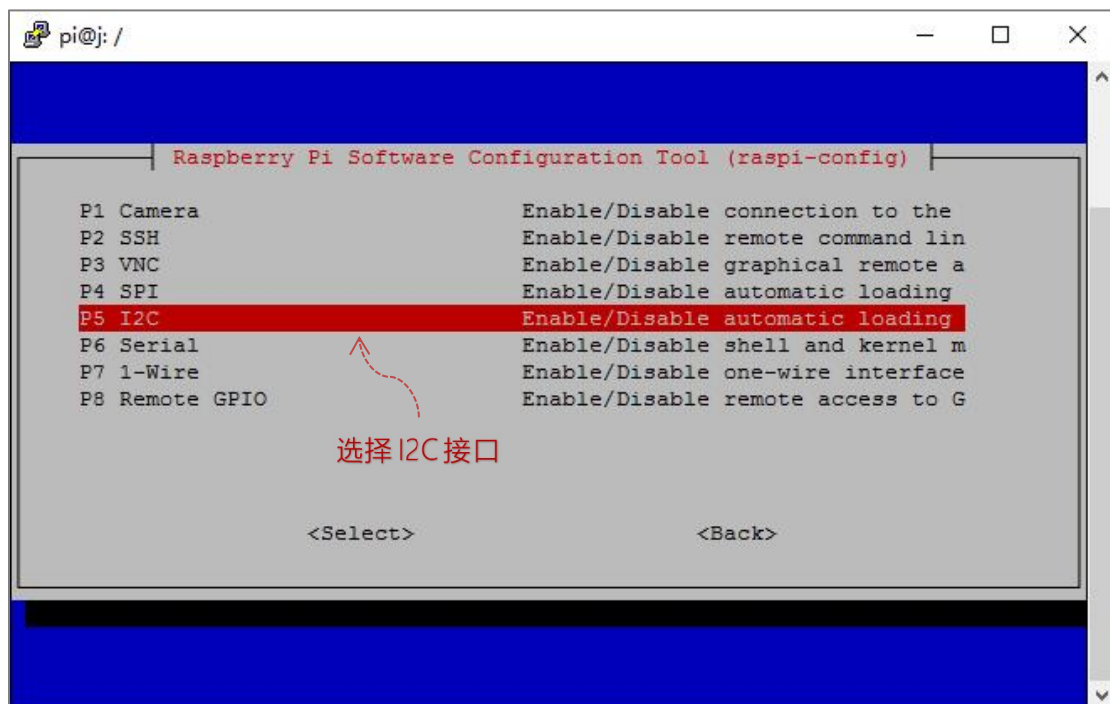 pi@j: /
Raspberry Pi Software Configuration Tool (raspi-config)
P1 Camera Enable/Disable connection to the
P2 SSH Enable/Disable remote command lin
P3 VNC Enable/Disable graphical remote a
P4 SPI Enable/Disable automatic loading
P5 I2C Enable/Disable automatic loading
P6 Serial Enable/Disable shell and kernel m
P7 1-Wire Enable/Disable one-wire interface
P8 Remote GPIO Enable/Disable remote access to G
选择 I2C 接口
<Select> <Back>